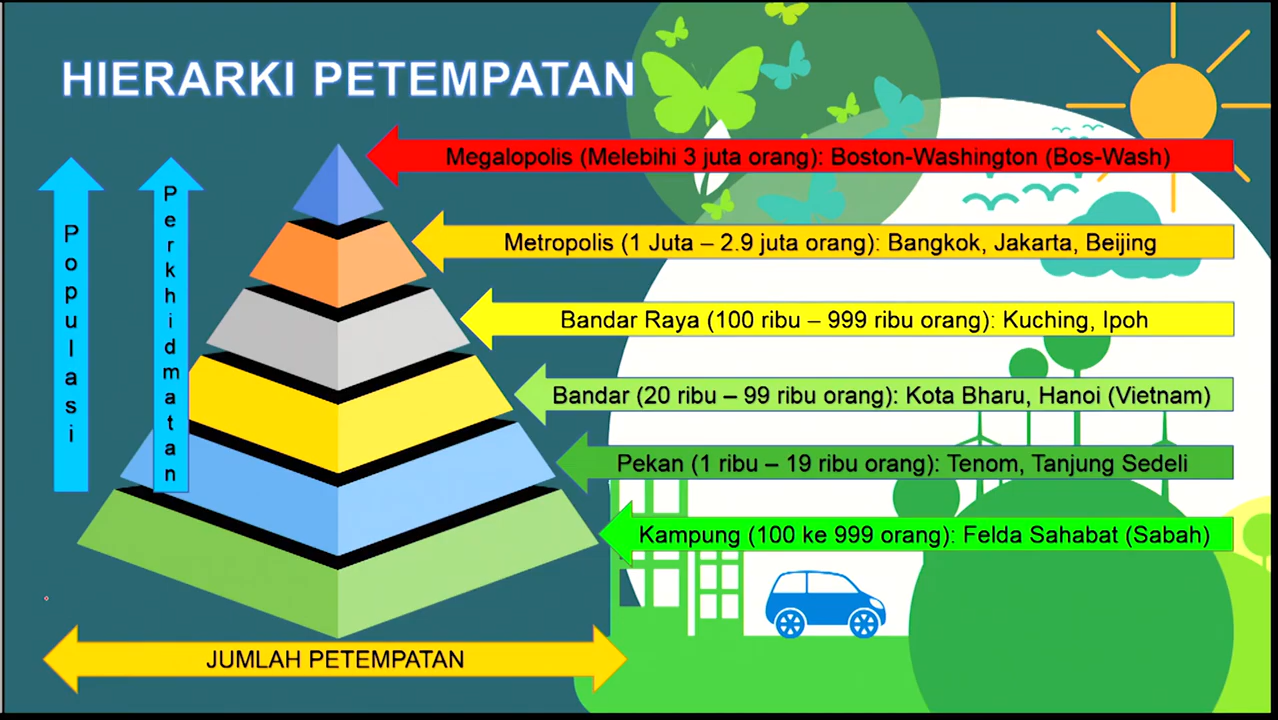 HIERARKI PETEMPATAN
Megalopolis (Melebihi 3 juta orang): Boston-Washington (Bos-Wash)
Metropolis (1 Juta – 2.9 juta orang): Bangkok, Jakarta, Beijing
Bandar Raya (100 ribu – 999 ribu orang): Kuching, Ipoh
Bandar (20 ribu – 99 ribu orang): Kota Bharu, Hanoi (Vietnam)
Pekan (1 ribu – 19 ribu orang): Tenom, Tanjung Sedeli
Kampung (100 ke 999 orang): Felda Sahabat (Sabah)
Populasi
Perkhidmatan
JUMLAH PETEMPATAN